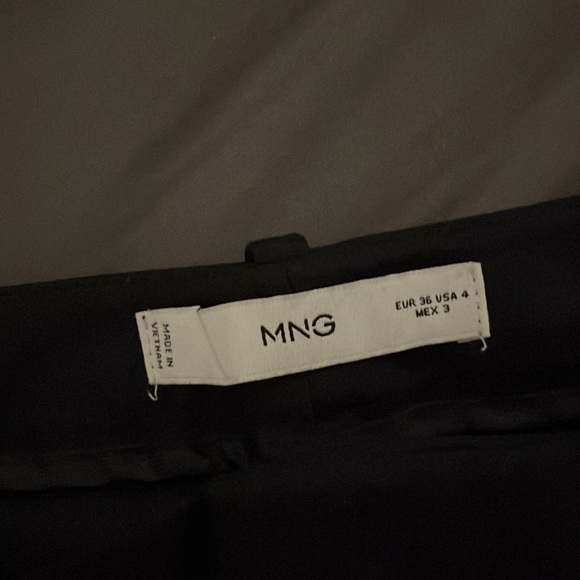 MADE IN
VIETNAM
MNG
EUR 36 USA 4
MEX 3